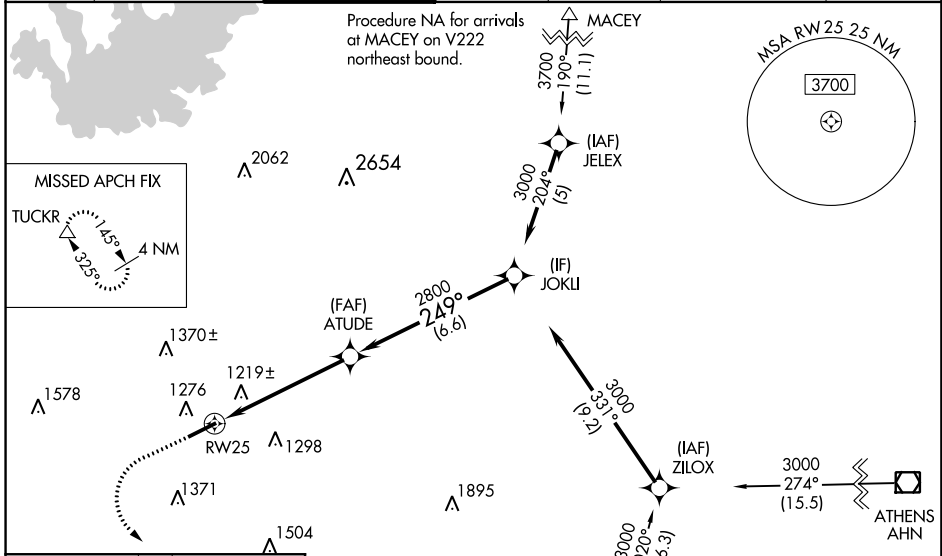 Procedure NA for arrivals
at MACEY on V222
northeast bound.
MACEY
3700
190°
(11.1)
MSA RW25 25 NM
3700
(IAF)
JELEX
2062
2654
3000
204°
(5)
MISSED APCH FIX
TUCKR
145°
325°
4 NM
(IF)
JOKLI
2800
249°
(6.6)
(FAF)
ATUDE
1370±
1219±
1578
1276
RW25
1298
3000
331°
(9.2)
(IAF)
ZILOX
3000
274°
(15.5)
ATHENS
AHN
1371
1895
1504
3000